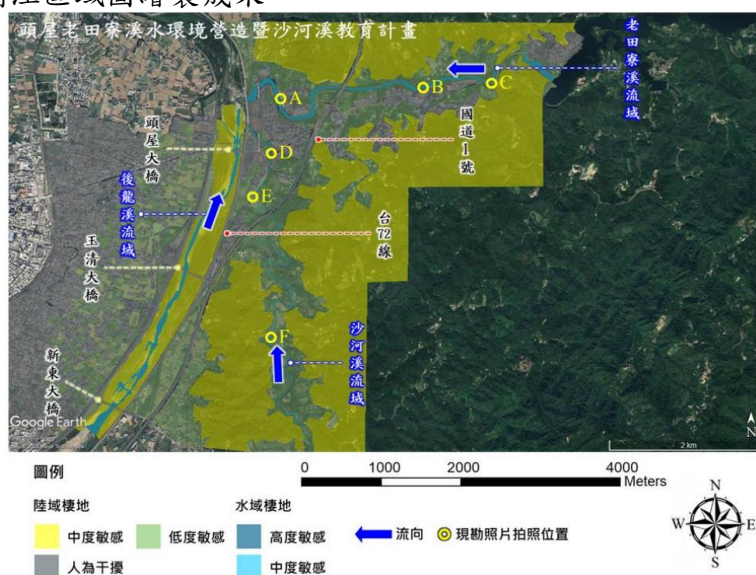 頭屋老田寮溪水環境營造暨沙河溪教育計畫
老田寮溪流域
A
B
C
頭屋大橋
國道1號
D
後龍溪流域
E
台72線
玉清大橋
F
沙河溪流域
新東大橋
Google Earth
N
2 km
圖例
0 1000 2000 4000
Meters
陸域棲地
水域棲地
中度敏感
低度敏感
高度敏感
流向
現勘照片拍照位置
人為干擾
中度敏感
N
W
E
S